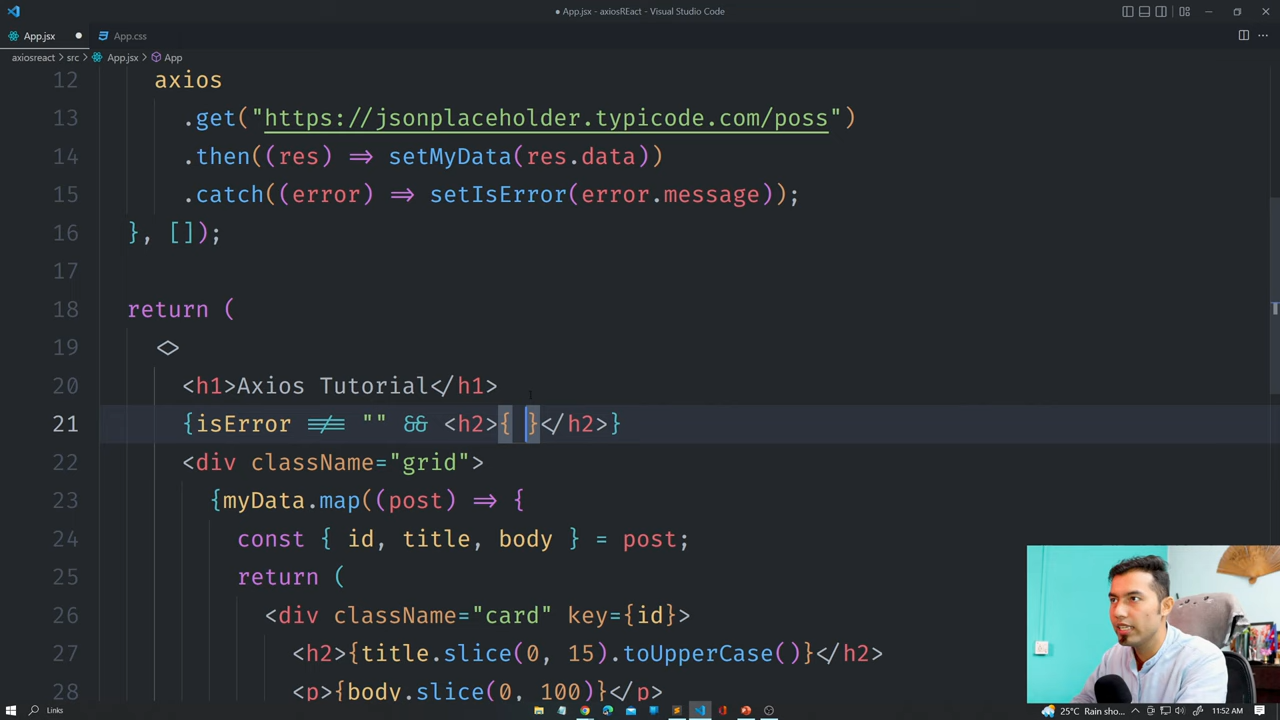 App.jsx - axiosREact - Visual Studio Code
App.jsx
App.css
axiosreact > src > App.jsx > App
12 axios
13 .get("https://jsonplaceholder.typicode.com/poss")
14 .then((res) => setMyData(res.data))
15 .catch((error) => setIsError(error.message));
16 }, []);
17
18 return (
19 <>
20 <h1>Axios Tutorial</h1>
21 {isError !== "" && <h2>{ }</h2>}
22 <div className="grid">
23 {myData.map((post) => {
24 const { id, title, body } = post;
25 return (
26 <div className="card" key={id}>
27 <h2>{title.slice(0, 15).toUpperCase()}</h2>
28 <p>{body.slice(0, 100)}</p>
Links
25°C Rain sho...
11:52 AM